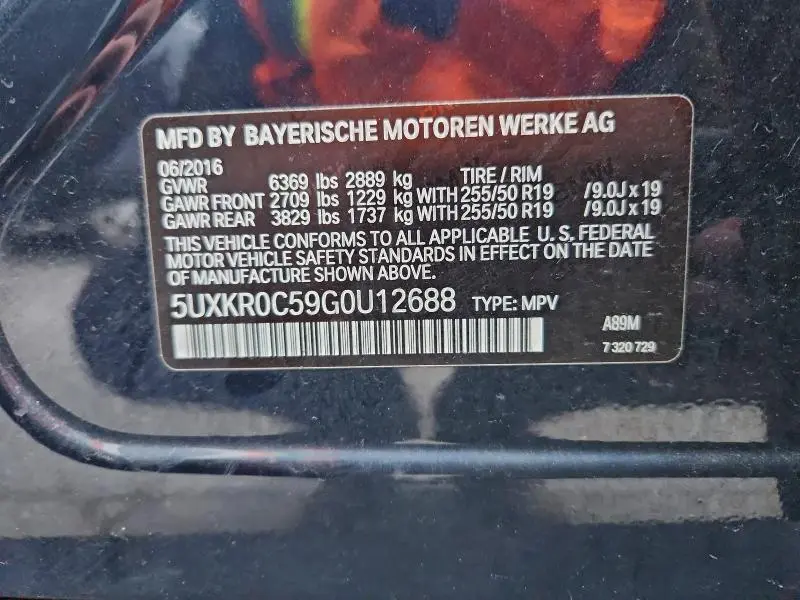 MFD BY BAYERISCHE MOTOREN WERKE AG
06/2016
GVWR 6369 lbs 2889 kg TIRE / RIM
GAWR FRONT 2709 lbs 1229 kg WITH 255/50 R19 /9.0J x 19
GAWR REAR 3829 lbs 1737 kg WITH 255/50 R19 /9.0J x 19
THIS VEHICLE CONFORMS TO ALL APPLICABLE U. S. FEDERAL
MOTOR VEHICLE SAFETY STANDARDS IN EFFECT ON THE DATE
OF MANUFACTURE SHOWN ABOVE.
5UXKR0C59G0U12688 TYPE: MPV
A89M
7 320 729